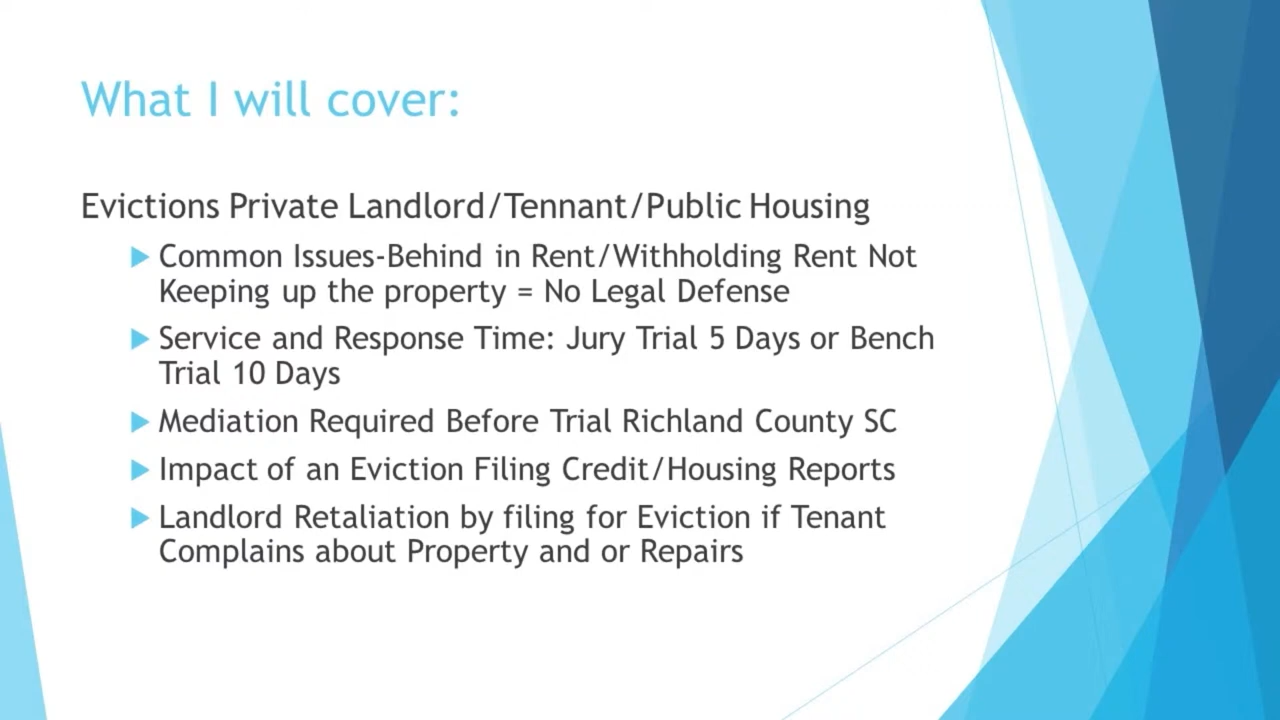 What I will cover:
Evictions Private Landlord/Tennant/Public Housing
Common Issues-Behind in Rent/Withholding Rent Not
Keeping up the property = No Legal Defense
Service and Response Time: Jury Trial 5 Days or Bench
Trial 10 Days
Mediation Required Before Trial Richland County SC
Impact of an Eviction Filing Credit/Housing Reports
Landlord Retaliation by filing for Eviction if Tenant
Complains about Property and or Repairs